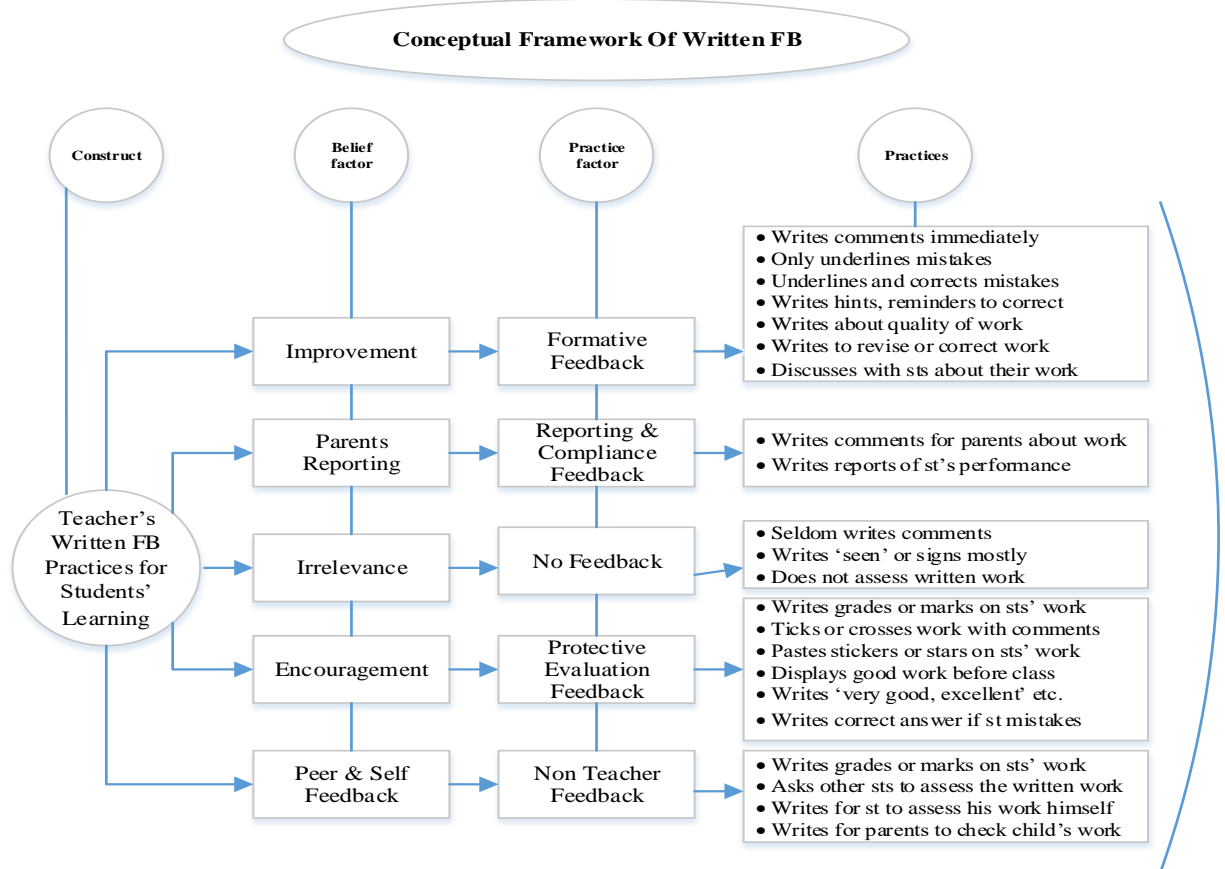 Conceptual Framework Of Written FB
Construct
Belief
factor
Practice
factor
Practices
Teacher’s
Written FB
Practices for
Students’
Learning
Improvement
Formative
Feedback
• Writes comments immediately
• Only underlines mistakes
• Underlines and corrects mistakes
• Writes hints, reminders to correct
• Writes about quality of work
• Writes to revise or correct work
• Discusses with sts about their work
Parents
Reporting
Reporting &
Compliance
Feedback
• Writes comments for parents about work
• Writes reports of st’s performance
Irrelevance
No Feedback
• Seldom writes comments
• Writes ‘seen’ or signs mostly
• Does not assess written work
Encouragement
Protective
Evaluation
Feedback
• Writes grades or marks on sts’ work
• Ticks or crosses work with comments
• Pastes stickers or stars on sts’ work
• Displays good work before class
• Writes ‘very good, excellent’ etc.
• Writes correct answer if st mistakes
Peer & Self
Feedback
Non Teacher
Feedback
• Writes grades or marks on sts’ work
• Asks other sts to assess the written work
• Writes for st to assess his work himself
• Writes for parents to check child’s work